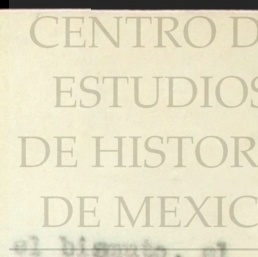 CENTRO D
ESTUDIOS
DE HISTOR
DE MEXIC